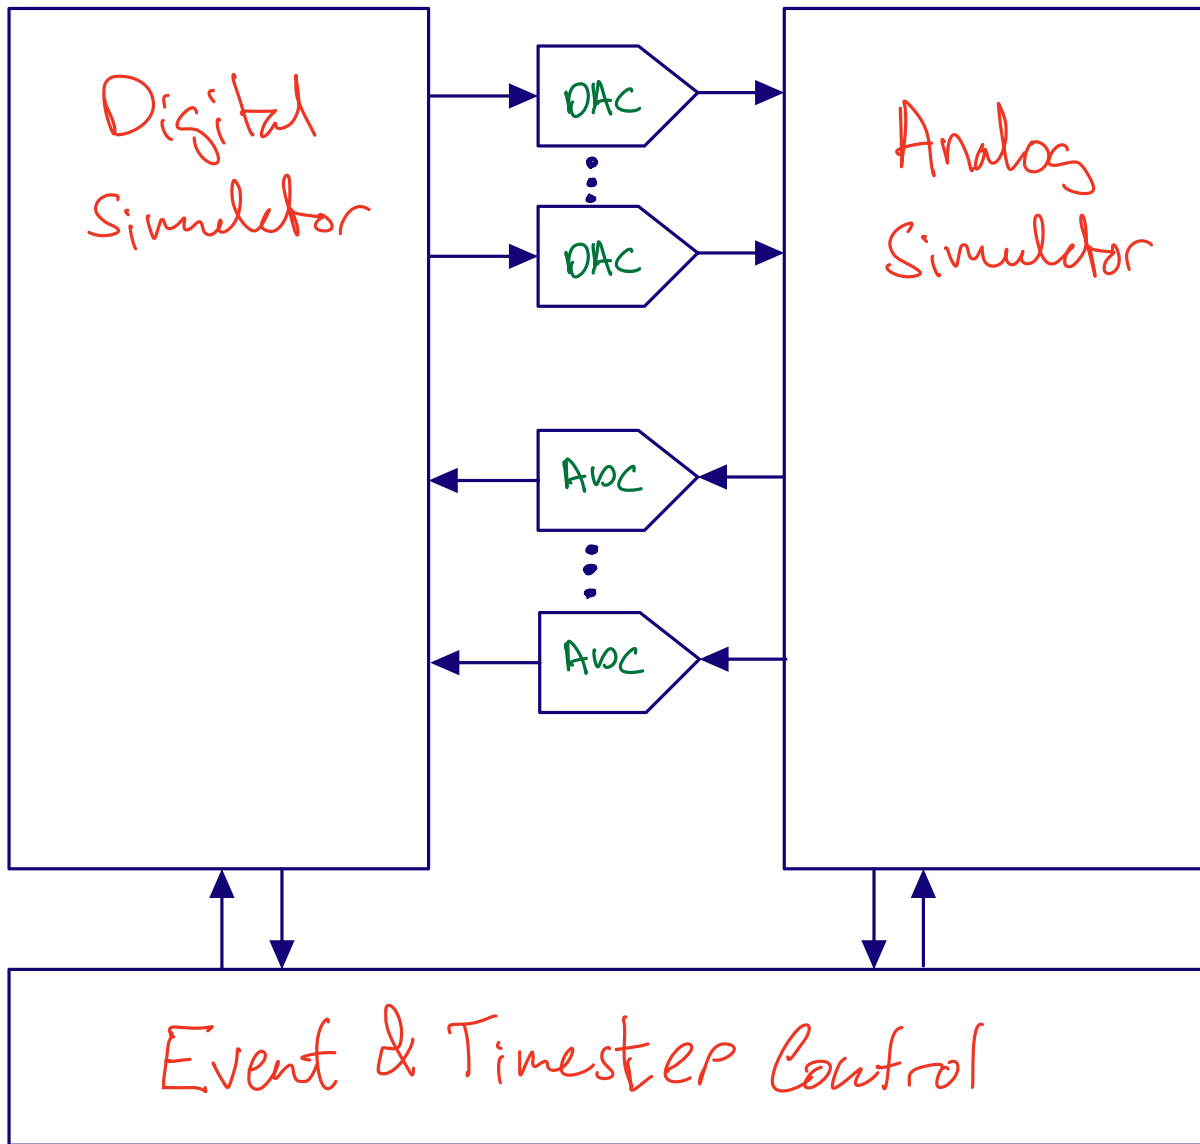 Digital
Simulator
DAC
DAC
ADC
ADC
Analog
Simulator
Event & Timestep Control